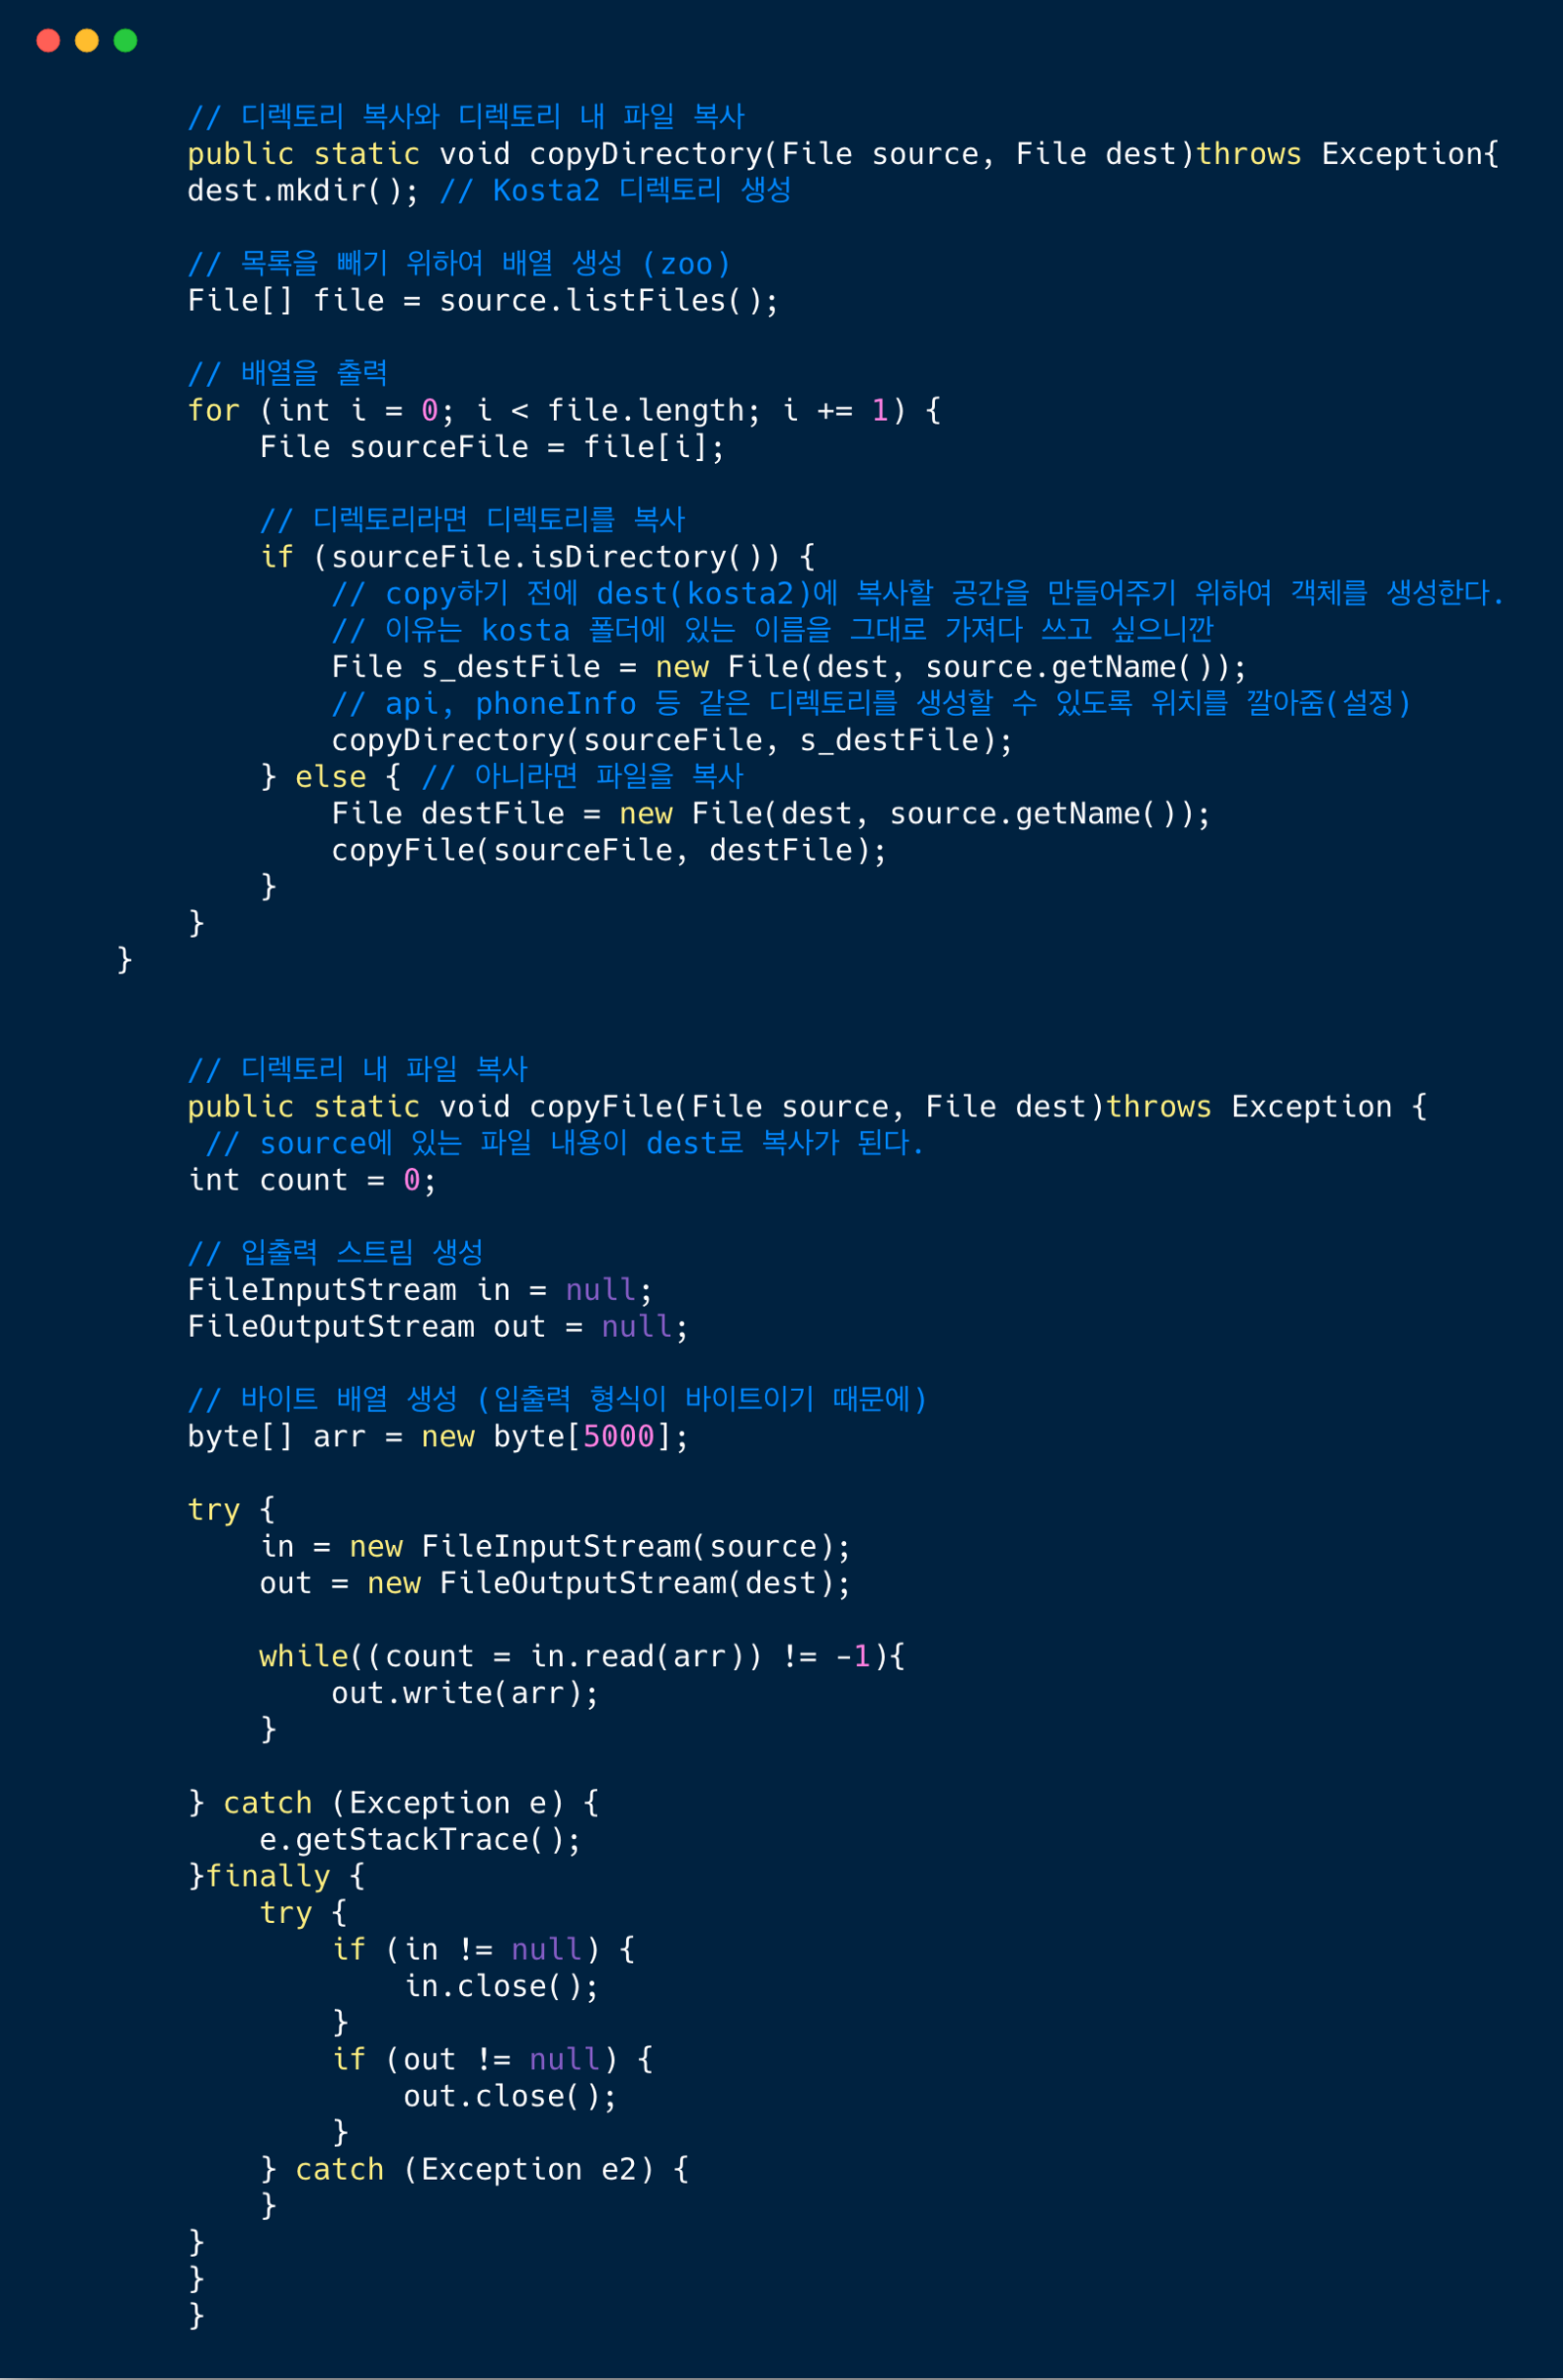 // 디렉토리 복사와 디렉토리 내 파일 복사
public static void copyDirectory(File source, File dest)throws Exception{
dest.mkdir(); // Kosta2 디렉토리 생성
// 목록을 빼기 위하여 배열 생성 (zoo)
File[] file = source.listFiles();
// 배열을 출력
for (int i = 0; i < file.length; i += 1) {
File sourceFile = file[i];
// 디렉토리라면 디렉토리를 복사
if (sourceFile.isDirectory()) {
// copy하기 전에 dest(kosta2)에 복사할 공간을 만들어주기 위하여 객체를 생성한다.
// 이유는 kosta 폴더에 있는 이름을 그대로 가져다 쓰고 싶으니깐
File s_destFile = new File(dest, source.getName());
// api, phoneInfo 등 같은 디렉토리를 생성할 수 있도록 위치를 깔아줌(설정)
copyDirectory(sourceFile, s_destFile);
} else { // 아니라면 파일을 복사
File destFile = new File(dest, source.getName());
copyFile(sourceFile, destFile);
}
}
}
// 디렉토리 내 파일 복사
public static void copyFile(File source, File dest)throws Exception {
// source에 있는 파일 내용이 dest로 복사가 된다.
int count = 0;
// 입출력 스트림 생성
FileInputStream in = null;
FileOutputStream out = null;
// 바이트 배열 생성 (입출력 형식이 바이트이기 때문에)
byte[] arr = new byte[5000];
try {
in = new FileInputStream(source);
out = new FileOutputStream(dest);
while((count = in.read(arr)) != -1){
out.write(arr);
}
} catch (Exception e) {
e.getStackTrace();
}finally {
try {
if (in != null) {
in.close();
}
if (out != null) {
out.close();
}
} catch (Exception e2) {
}
}
}
}